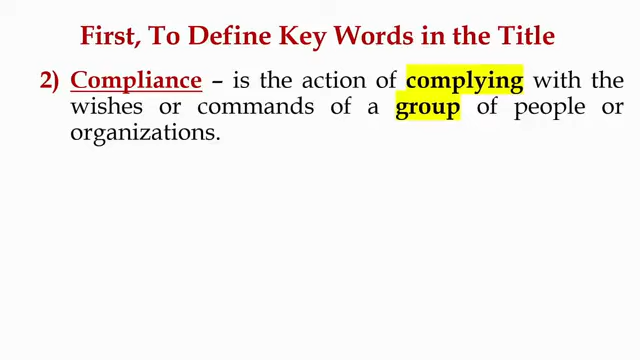 First, To Define Key Words in the Title
2) Compliance – is the action of complying with the
wishes or commands of a group of people or
organizations.